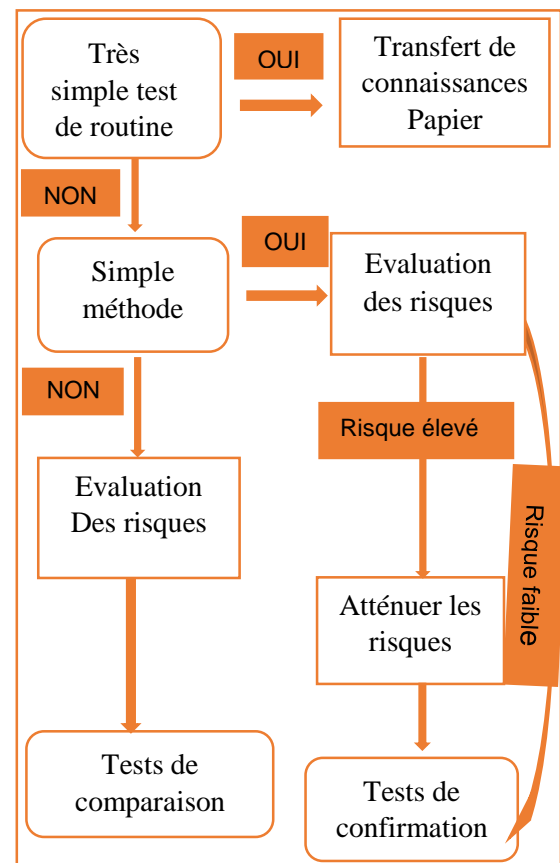 Très
simple test
de routine
OUI
Transfert de
connaissances
Papier
NON
Simple
méthode
OUI
Evaluation
des risques
NON
Risque élevé
Evaluation
Des risques
Risque faible
Atténuer les
risques
Tests de
comparaison
Tests de
confirmation